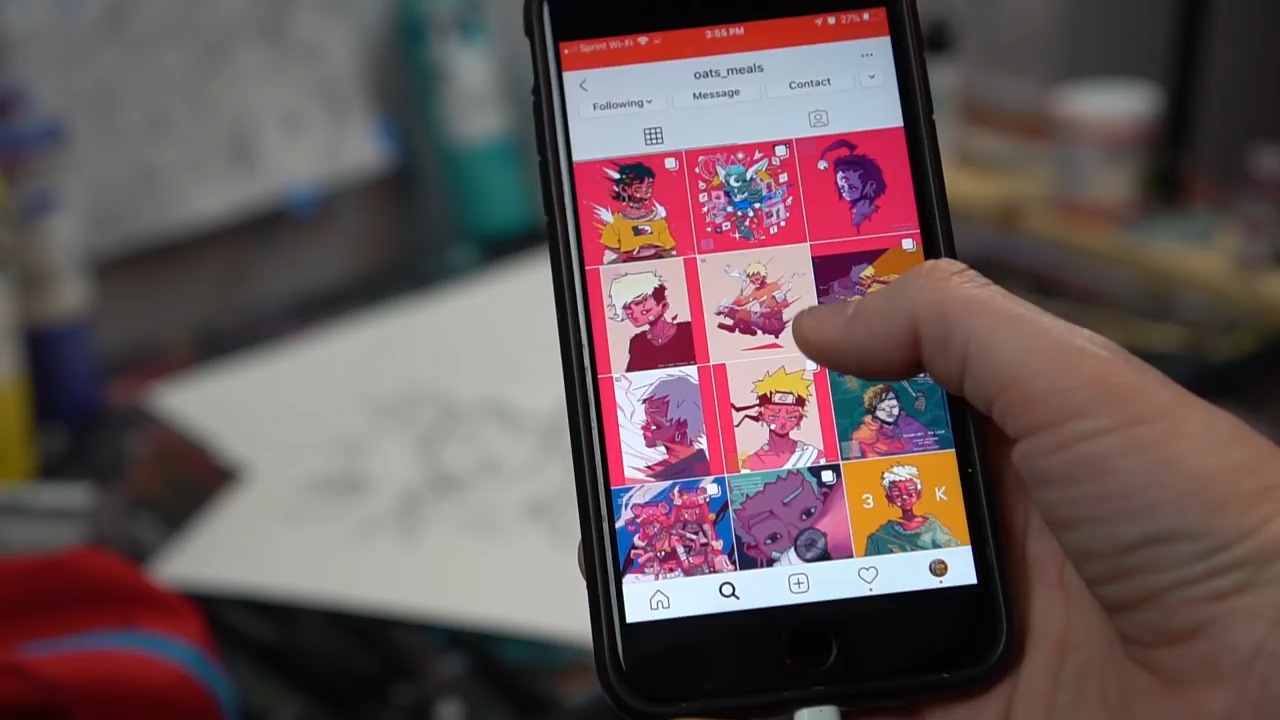 Sprint Wi-Fi 3:55 PM 27%
oats_meals
Following Message Contact
3 K